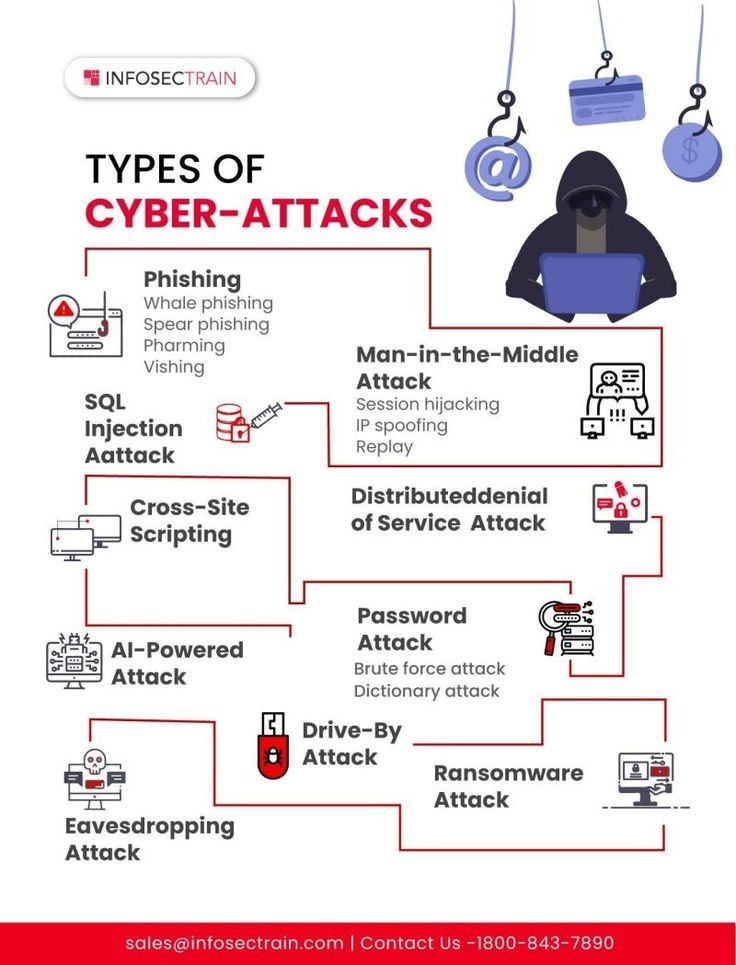 INFOSECTRAIN
TYPES OF
CYBER-ATTACKS
Phishing
Whale phishing
Spear phishing
Pharming
Vishing
Man-in-the-Middle
Attack
Session hijacking
IP spoofing
Replay
SQL
Injection
Aattack
Cross-Site
Scripting
Distributeddenial
of Service Attack
AI-Powered
Attack
Password
Attack
Brute force attack
Dictionary attack
Drive-By
Attack
Ransomware
Attack
Eavesdropping
Attack
sales@infosectrain.com | Contact Us -1800-843-7890